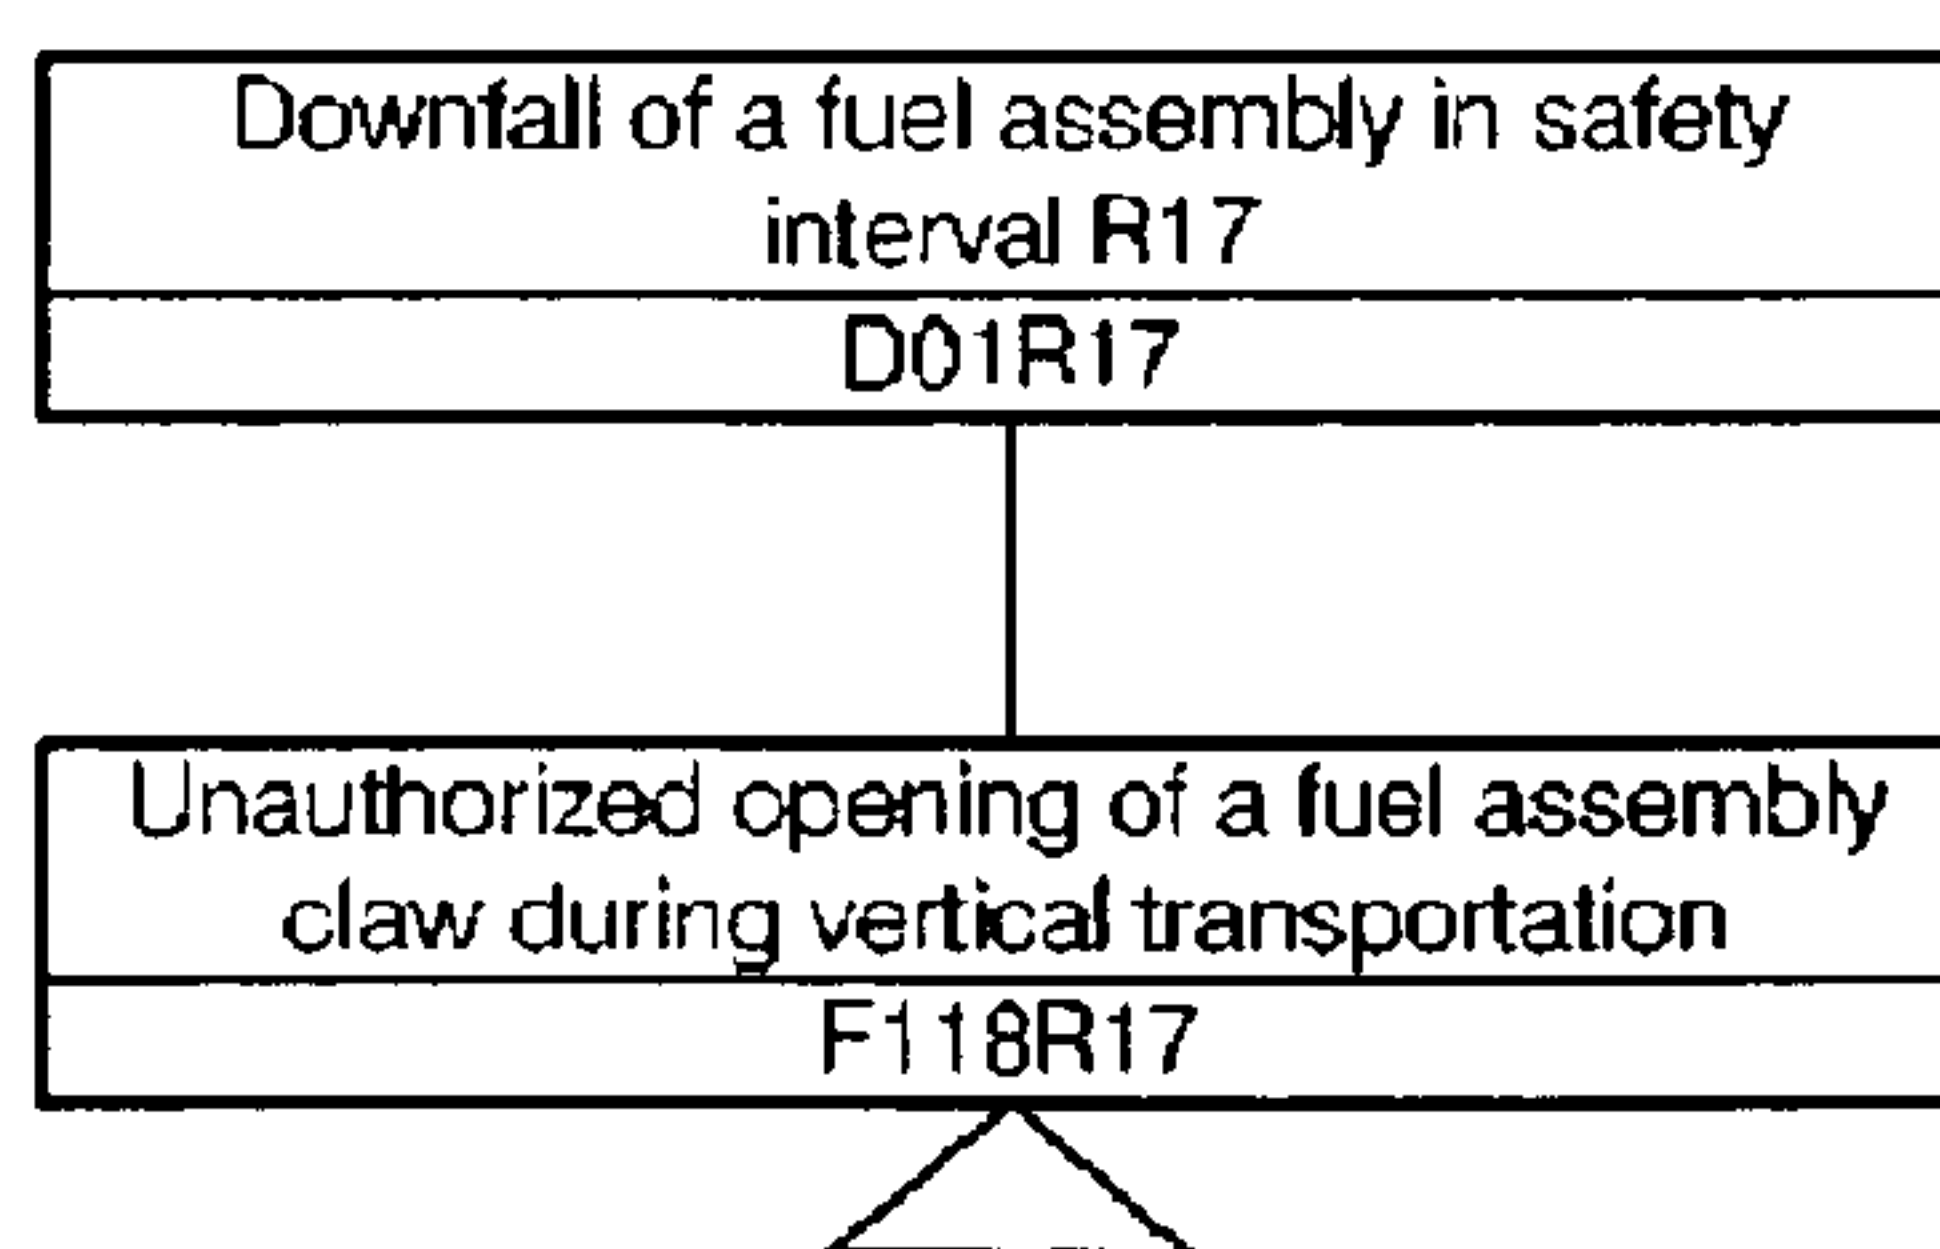 Downfall of a fuel assembly in safety
interval R17
D01R17
Unauthorized opening of a fuel assembly
claw during vertical transportation
F118R17